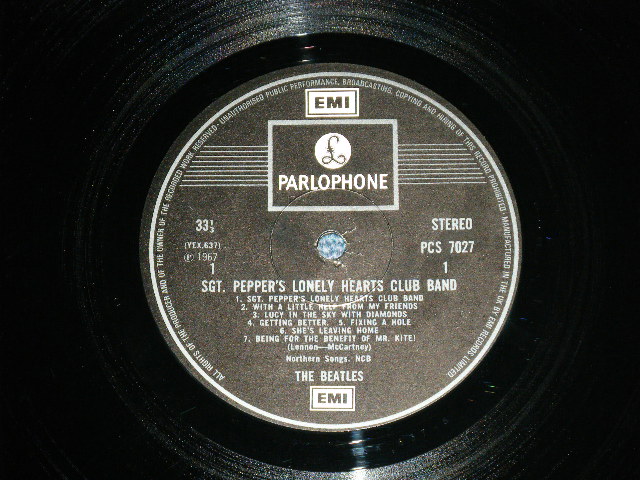 ALL RIGHTS OF THE PRODUCER AND OF THE OWNER OF THE RECORDED WORK RESERVED · UNAUTHORISED PUBLIC PERFORMANCE, BROADCASTING, COPYING AND HIRING OF THIS RECORD PROHIBITED MANUFACTURED IN THE UK BY EMI RECORDS LIMITED
EMI
£
PARLOPHONE
33⅓ STEREO
(YEX.637) PCS 7027
Ⓟ 1967
1 1
SGT. PEPPER'S LONELY HEARTS CLUB BAND
1. SGT. PEPPER'S LONELY HEARTS CLUB BAND
2. WITH A LITTLE HELP FROM MY FRIENDS
3. LUCY IN THE SKY WITH DIAMONDS
4. GETTING BETTER. 5. FIXING A HOLE
6. SHE'S LEAVING HOME
7. BEING FOR THE BENEFIT OF MR. KITE!
(Lennon—McCartney)
Northern Songs. NCB
THE BEATLES
EMI